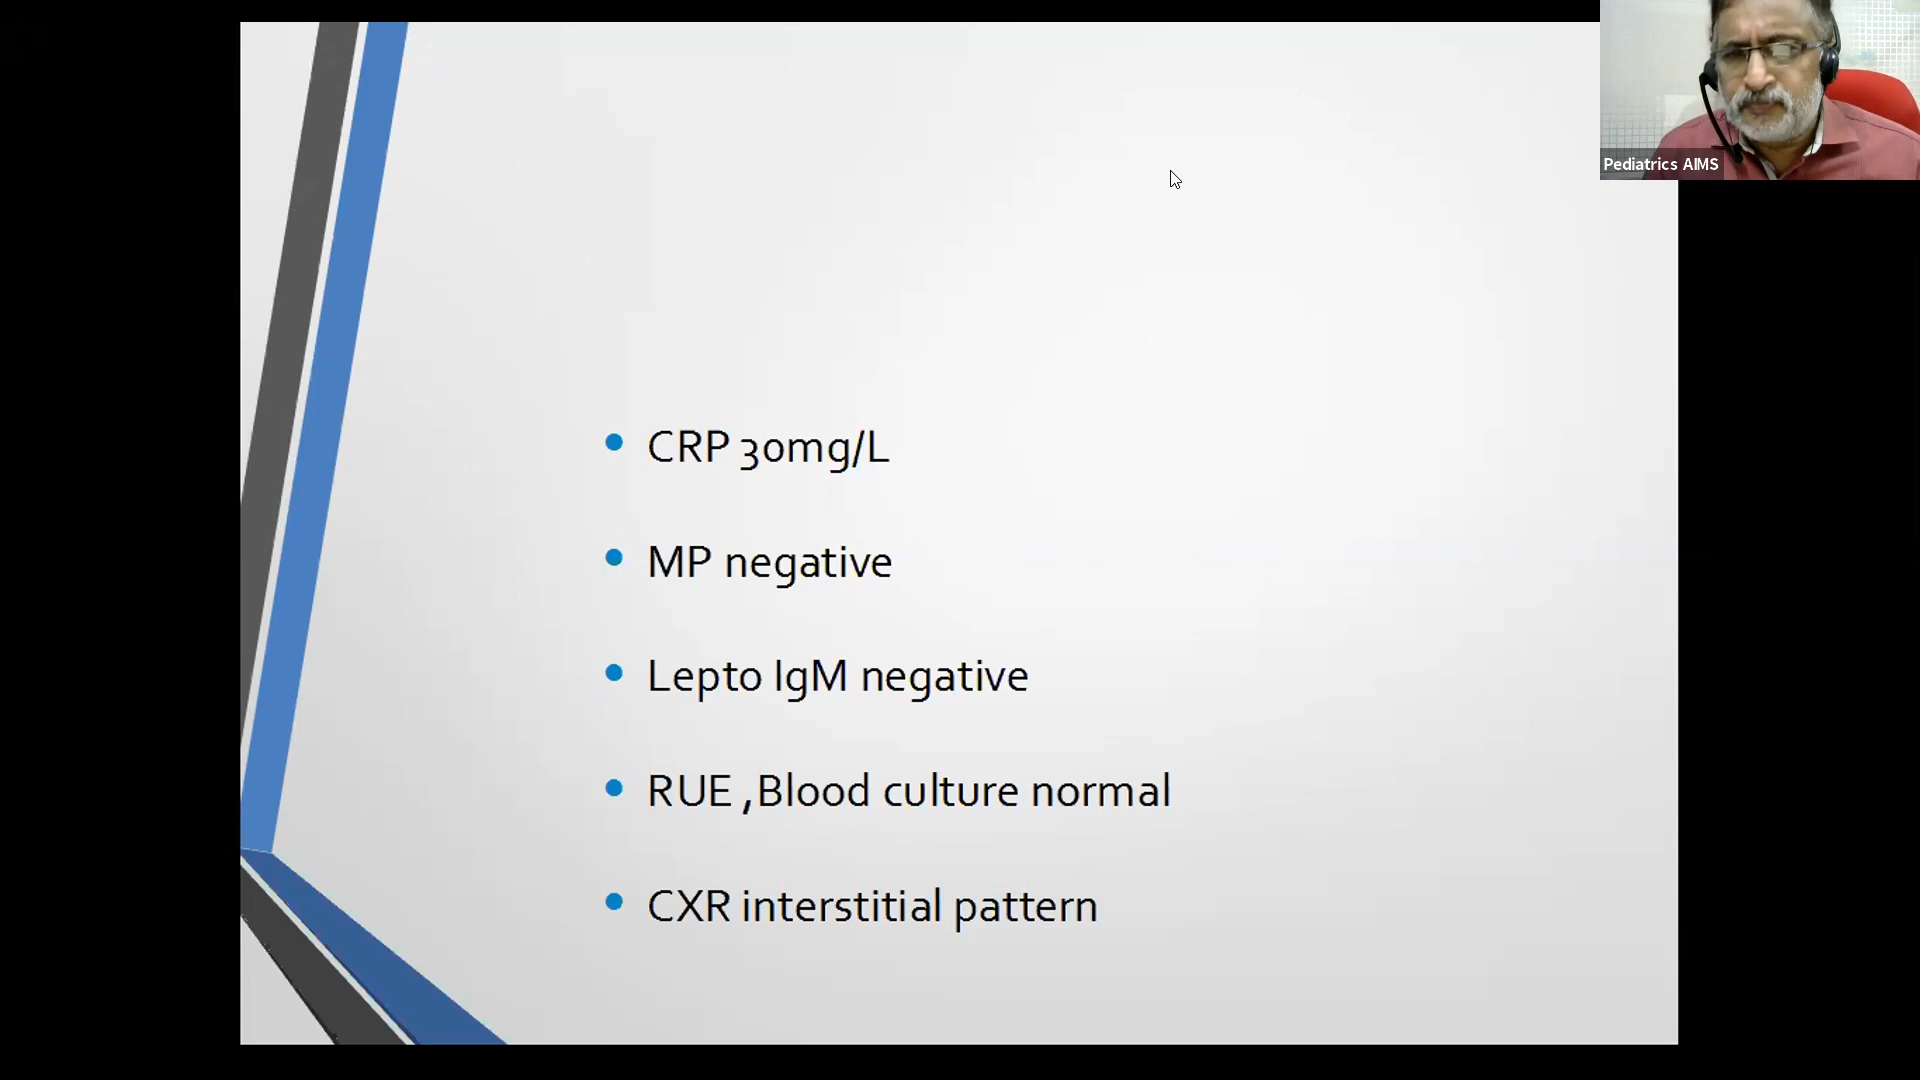 Pediatrics AIMS
CRP 30mg/L
MP negative
Lepto IgM negative
RUE ,Blood culture normal
CXR interstitial pattern